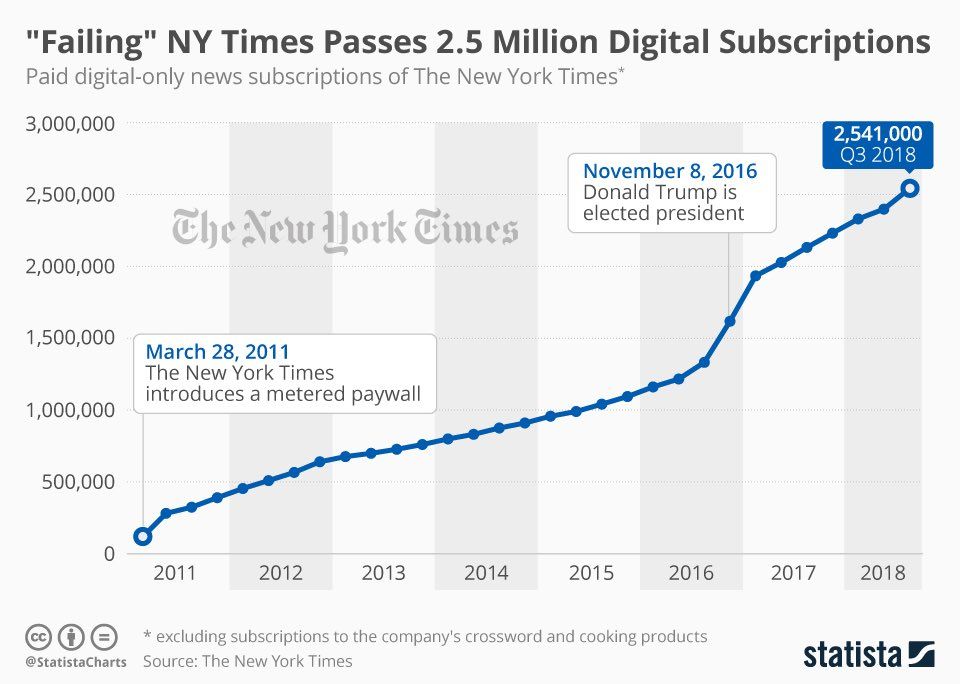 "Failing" NY Times Passes 2.5 Million Digital Subscriptions
Paid digital-only news subscriptions of The New York Times*
3,000,000
2,500,000
2,000,000
1,500,000
1,000,000
500,000
0
The New York Times
March 28, 2011
The New York Times
introduces a metered paywall
November 8, 2016
Donald Trump is
elected president
2,541,000
Q3 2018
2011 2012 2013 2014 2015 2016 2017 2018
cc
@StatistaCharts
* excluding subscriptions to the company's crossword and cooking products
Source: The New York Times
statista